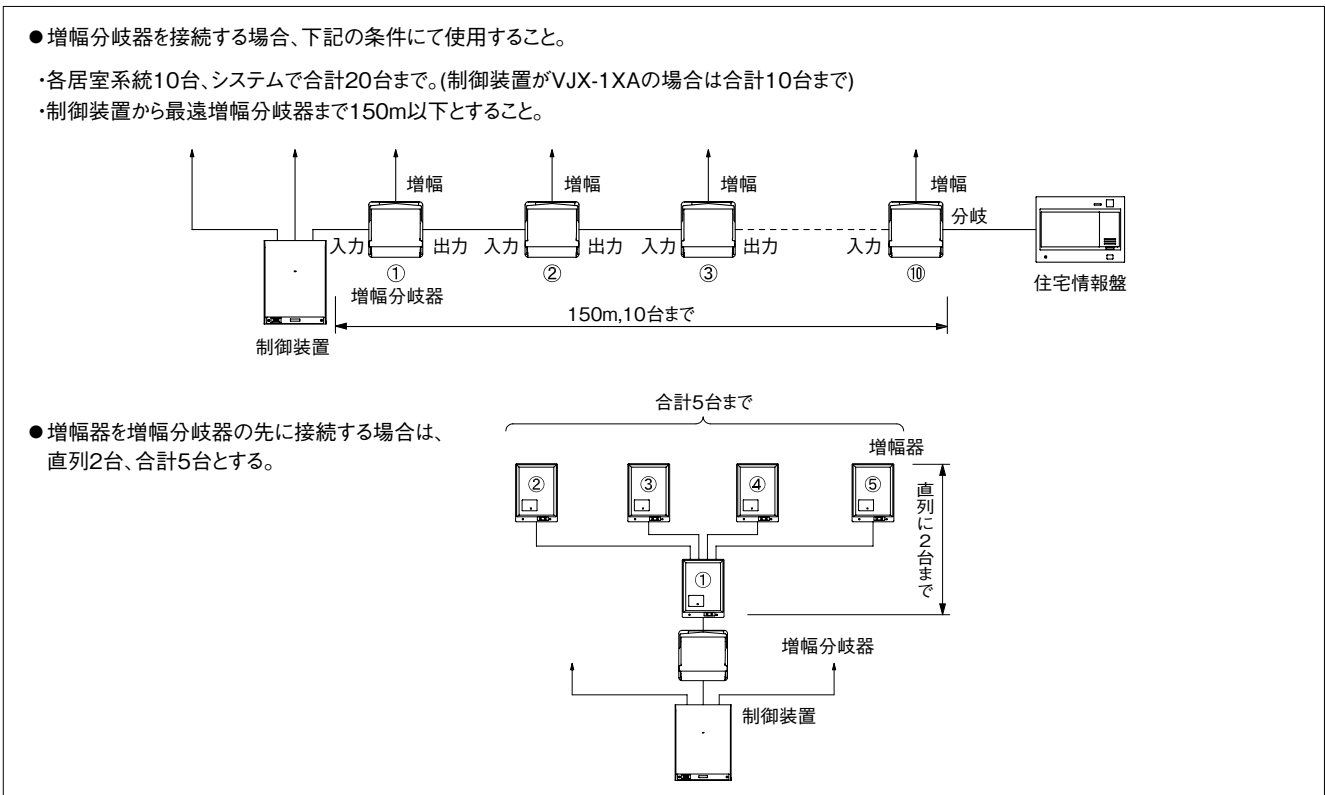 ●増幅分岐器を接続する場合、下記の条件にて使用すること。
・各居室系統10台、システムで合計20台まで。(制御装置がVJX-1XAの場合は合計10台まで)
・制御装置から最遠増幅分岐器まで150m以下とすること。
増幅 増幅 増幅 増幅
分岐
入力 出力 入力 出力 入力 出力 入力
① ② ③ ⑩
増幅分岐器
住宅情報盤
150m,10台まで
制御装置
合計5台まで
●増幅器を増幅分岐器の先に接続する場合は、
直列2台、合計5台とする。
増幅器
② ③ ④ ⑤
直列に2台まで
①
増幅分岐器
制御装置